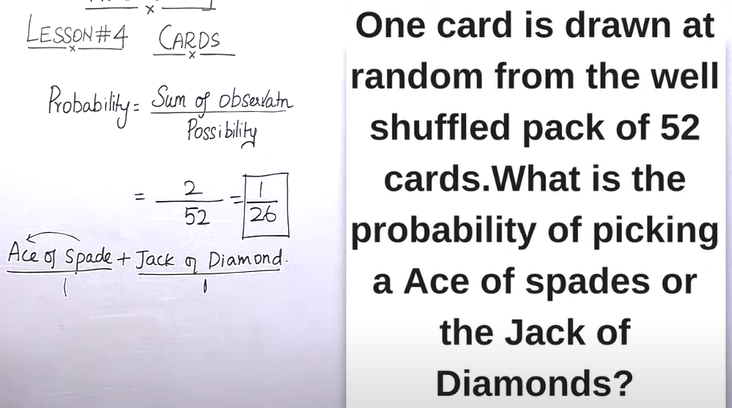 LESSON #4 CARDS
Probability = Sum of Observatn
Possibility
= 2 = 1
52 26
Ace of Spade + Jack of Diamond.
1 1
One card is drawn at
random from the well
shuffled pack of 52
cards.What is the
probability of picking
a Ace of spades or
the Jack of
Diamonds?